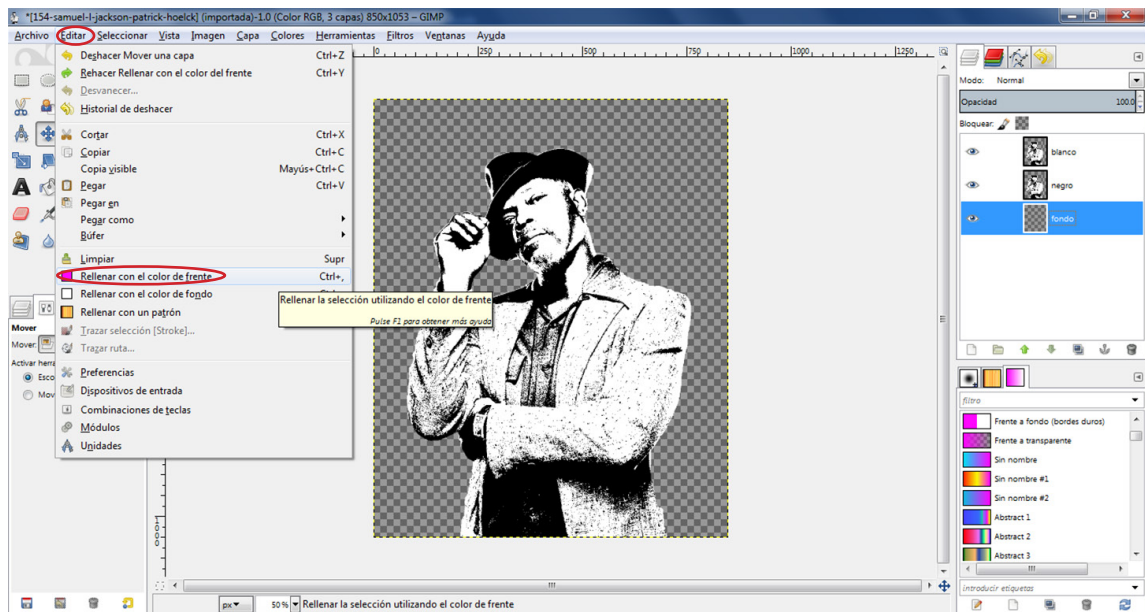 *[154-samuel-l-jackson-patrick-hoelck] (importada)-1.0 (Color RGB, 3 capas) 850x1053 – GIMP
Archivo Editar Seleccionar Vista Imagen Capa Colores Herramientas Filtros Ventanas Ayuda
Deshacer Mover una capa Ctrl+Z
Rehacer Rellenar con el color del frente Ctrl+Y
Desvanecer...
Historial de deshacer
Cortar Ctrl+X
Copiar Ctrl+C
Copia visible Mayús+Ctrl+C
Pegar Ctrl+V
Pegar en
Pegar como
Búfer
Limpiar Supr
Rellenar con el color de frente Ctrl+,
Rellenar con el color de fondo
Rellenar con un patrón
Trazar selección [Stroke]...
Trazar ruta...
Preferencias
Dispositivos de entrada
Combinaciones de teclas
Módulos
Unidades
Rellenar la selección utilizando el color de frente
Pulse F1 para obtener más ayuda
Mover
Mover:
Activar herra
Esco
Mov
0 250 500 750 1000 1250
1000
px 50 % Rellenar la selección utilizando el color de frente
Modo: Normal
Opacidad 100.0
Bloquear:
blanco
negro
fondo
filtro
Frente a fondo (bordes duros)
Frente a transparente
Sin nombre
Sin nombre #1
Sin nombre #2
Abstract 1
Abstract 2
Abstract 3
introducir etiquetas